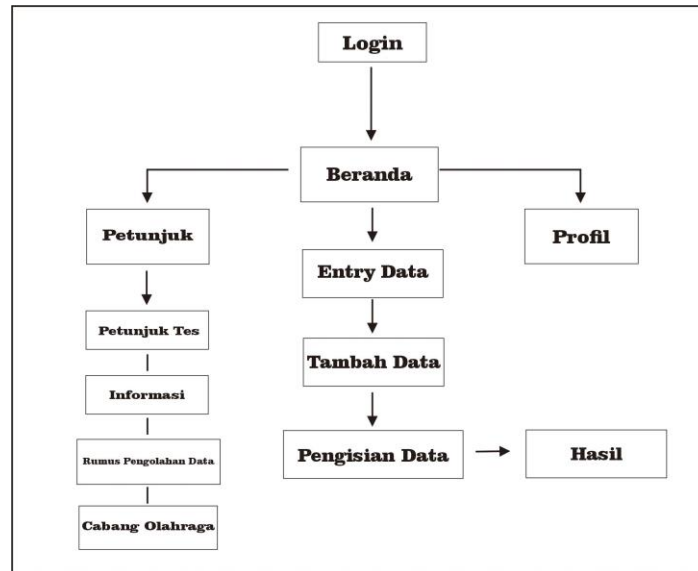 Login
Beranda
Petunjuk
Profil
Entry Data
Petunjuk Tes
Tambah Data
Informasi
Pengisian Data
Hasil
Rumus Pengolahan Data
Cabang Olahraga